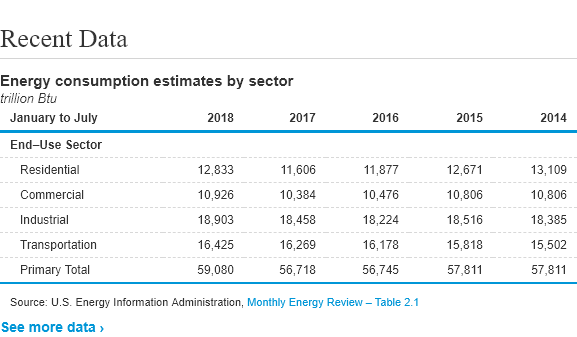 Recent Data
Energy consumption estimates by sector
trillion Btu
January to July 2018 2017 2016 2015 2014
End–Use Sector
Residential 12,833 11,606 11,877 12,671 13,109
Commercial 10,926 10,384 10,476 10,806 10,806
Industrial 18,903 18,458 18,224 18,516 18,385
Transportation 16,425 16,269 16,178 15,818 15,502
Primary Total 59,080 56,718 56,745 57,811 57,811
Source: U.S. Energy Information Administration, Monthly Energy Review – Table 2.1
See more data ›